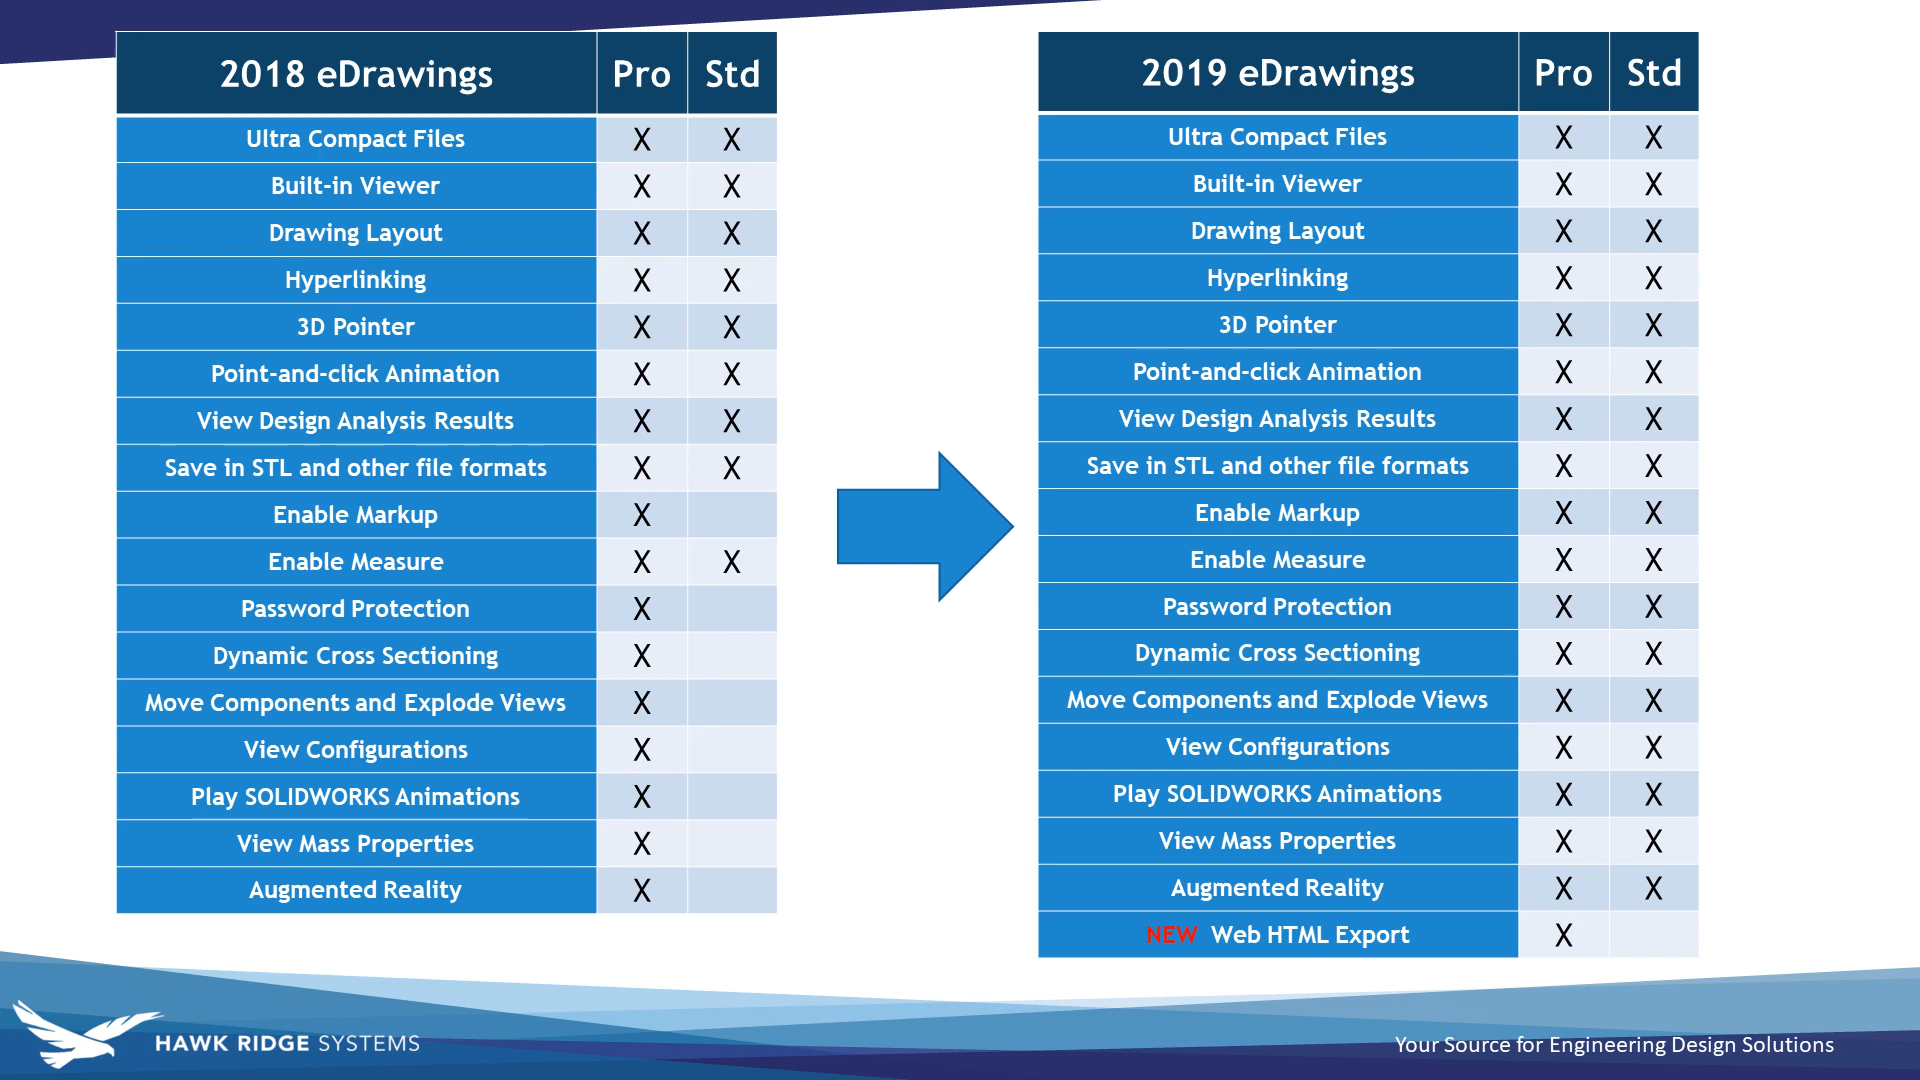 2018 eDrawings Pro Std
Ultra Compact Files X X
Built-in Viewer X X
Drawing Layout X X
Hyperlinking X X
3D Pointer X X
Point-and-click Animation X X
View Design Analysis Results X X
Save in STL and other file formats X X
Enable Markup X
Enable Measure X X
Password Protection X
Dynamic Cross Sectioning X
Move Components and Explode Views X
View Configurations X
Play SOLIDWORKS Animations X
View Mass Properties X
Augmented Reality X
2019 eDrawings Pro Std
Ultra Compact Files X X
Built-in Viewer X X
Drawing Layout X X
Hyperlinking X X
3D Pointer X X
Point-and-click Animation X X
View Design Analysis Results X X
Save in STL and other file formats X X
Enable Markup X X
Enable Measure X X
Password Protection X X
Dynamic Cross Sectioning X X
Move Components and Explode Views X X
View Configurations X X
Play SOLIDWORKS Animations X X
View Mass Properties X X
Augmented Reality X X
NEW Web HTML Export X
HAWK RIDGE SYSTEMS
Your Source for Engineering Design Solutions